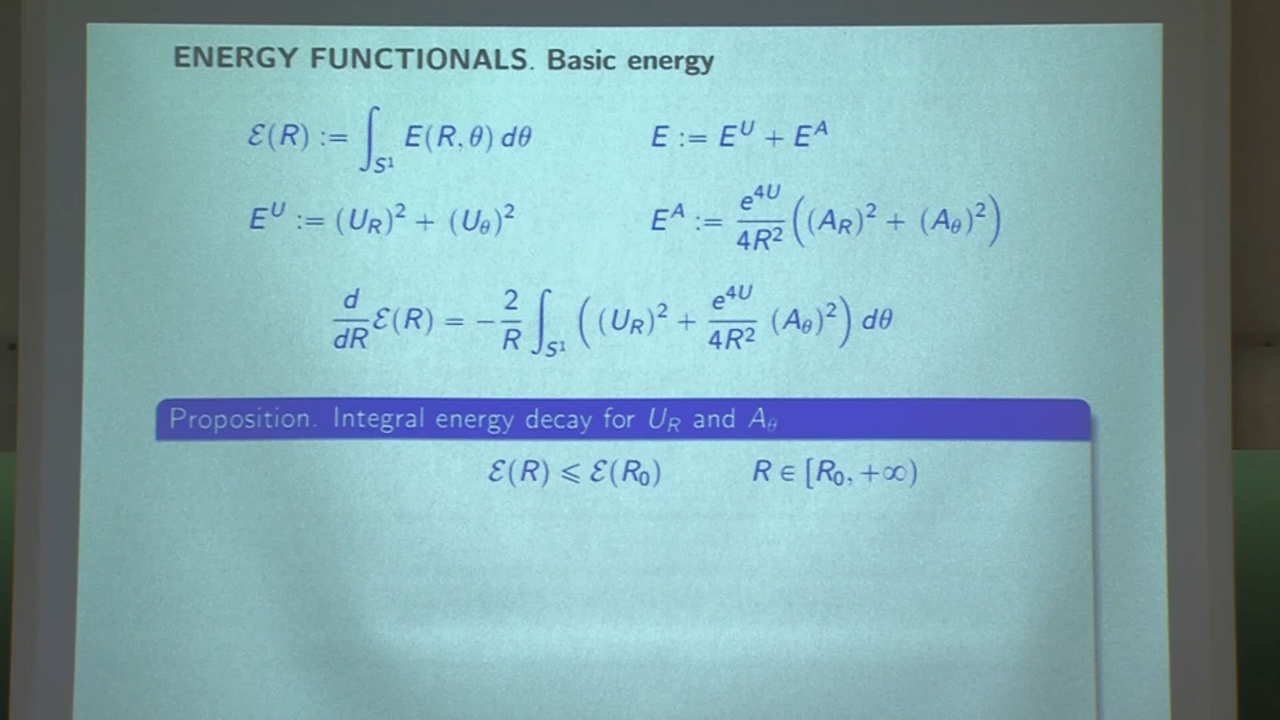 ENERGY FUNCTIONALS. Basic energy
ℰ(R) := ∫_{S¹} E(R, θ) dθ E := E^U + E^A
E^U := (U_R)² + (U_θ)² E^A := e^{4U}/4R² ((A_R)² + (A_θ)²)
d/dR ℰ(R) = −2/R ∫_{S¹} ((U_R)² + e^{4U}/4R² (A_θ)²) dθ
Proposition. Integral energy decay for U_R and A_θ
ℰ(R) ⩽ ℰ(R₀) R ∈ [R₀, +∞)